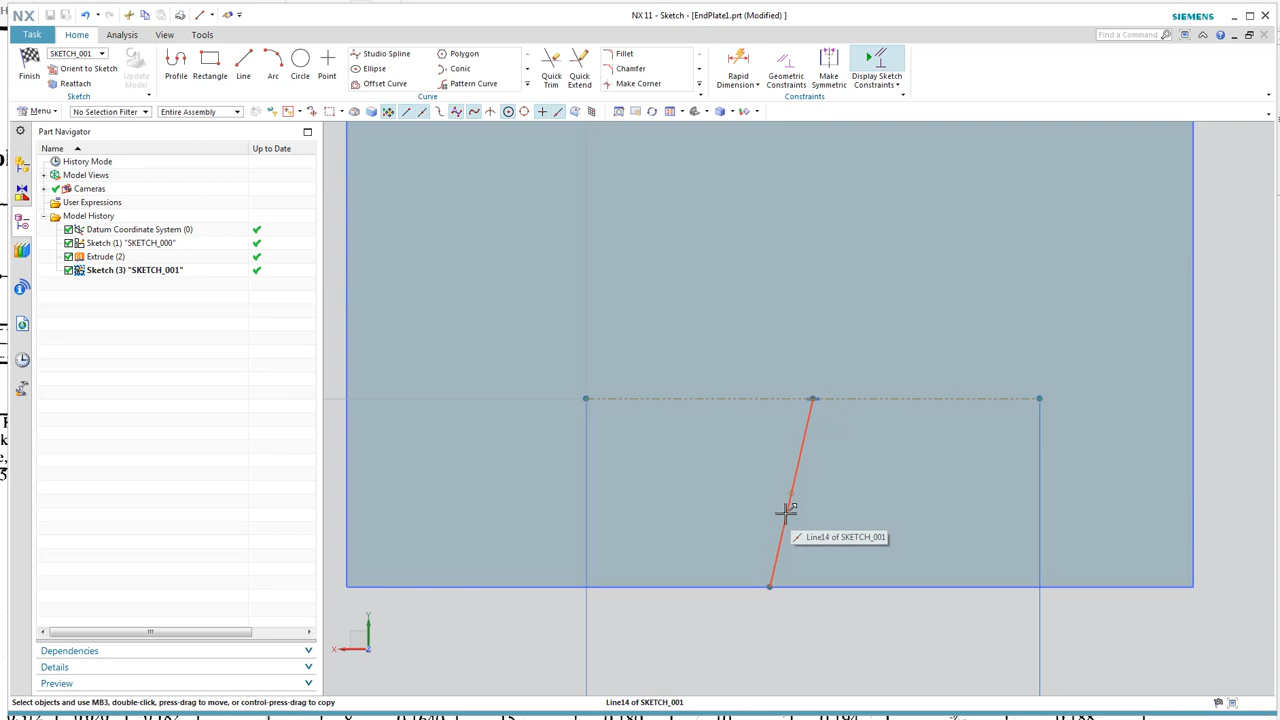 NX
NX 11 - Sketch - [EndPlate1.prt (Modified) ]
SIEMENS
Task
Home
Analysis
View
Tools
Find a Command
SKETCH_001
Orient to Sketch
Reattach
Finish
Update
Model
Sketch
Profile
Rectangle
Line
Arc
Circle
Point
Studio Spline
Ellipse
Offset Curve
Polygon
Conic
Pattern Curve
Quick
Trim
Quick
Extend
Fillet
Chamfer
Make Corner
Curve
Rapid
Dimension
Geometric
Constraints
Make
Symmetric
Display Sketch
Constraints
Constraints
Menu
No Selection Filter
Entire Assembly
Part Navigator
Name
Up to Date
History Mode
Model Views
Cameras
User Expressions
Model History
Datum Coordinate System (0)
Sketch (1) "SKETCH_000"
Extrude (2)
Sketch (3) "SKETCH_001"
Dependencies
Details
Preview
Line14 of SKETCH_001
Y
X
Select objects and use MB3, double-click, press-drag to move, or control-press-drag to copy
Line14 of SKETCH_001